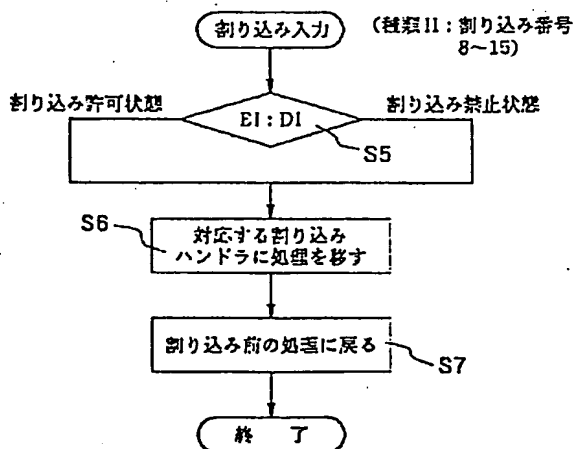 割り込み入力
(種類II:割り込み番号
8~15)
割り込み許可状態
割り込み禁止状態
EI:DI
S5
S6
対応する割り込み
ハンドラに処理を移す
割り込み前の処理に戻る
S7
終 了